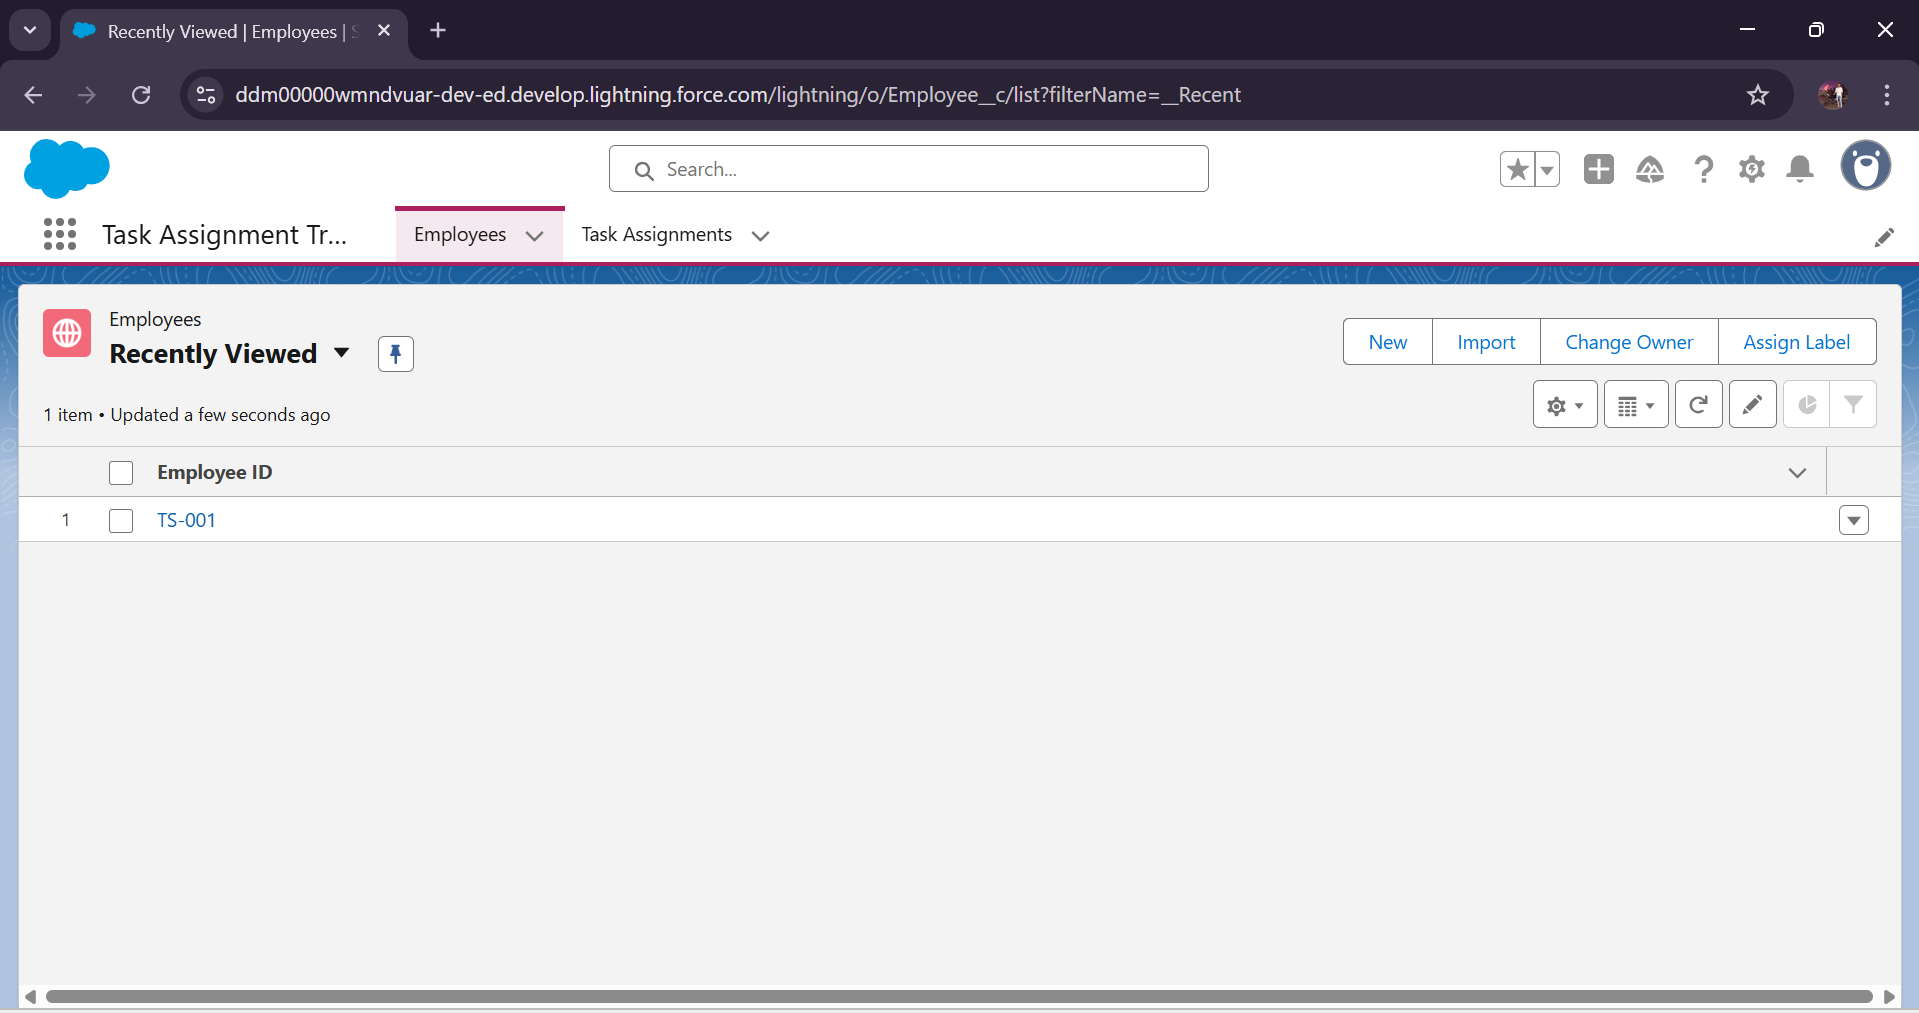 Recently Viewed | Employees |
ddm00000wmndvuar-dev-ed.develop.lightning.force.com/lightning/o/Employee__c/list?filterName=__Recent
Search...
Task Assignment Tr...
Employees
Task Assignments
Employees
Recently Viewed
New
Import
Change Owner
Assign Label
1 item • Updated a few seconds ago
Employee ID
1
TS-001